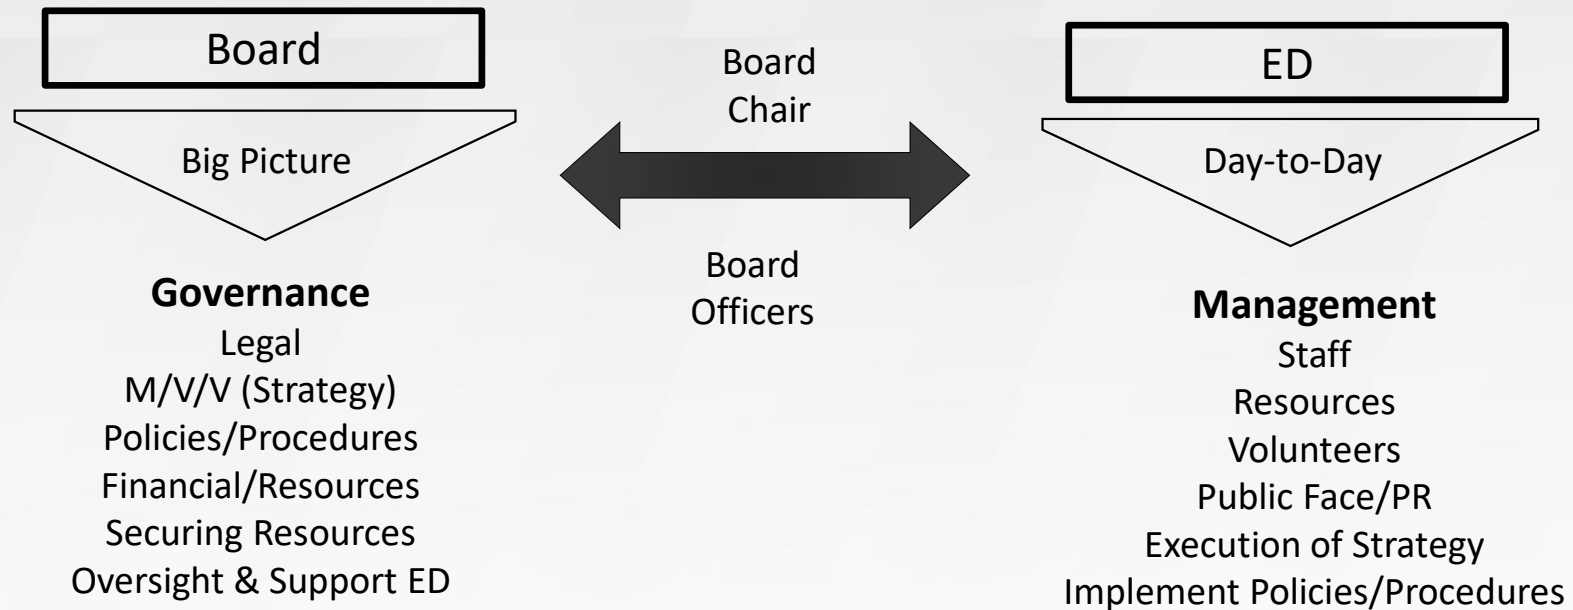 Board
Big Picture
Governance
Legal
M/V/V (Strategy)
Policies/Procedures
Financial/Resources
Securing Resources
Oversight & Support ED
Board
Chair
Board
Officers
ED
Day-to-Day
Management
Staff
Resources
Volunteers
Public Face/PR
Execution of Strategy
Implement Policies/Procedures